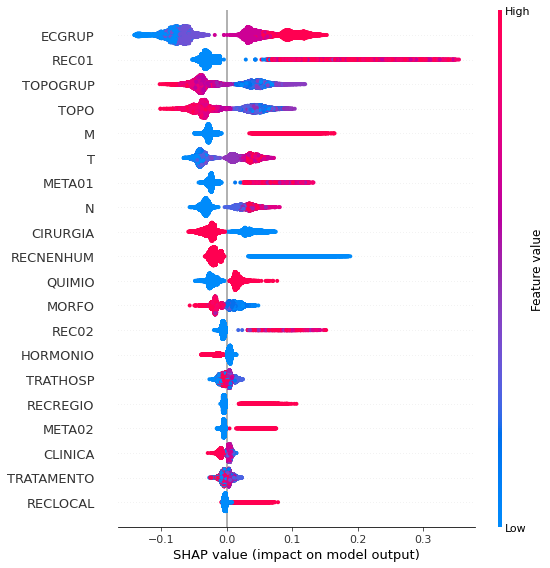 High
ECGRUP
REC01
TOPOGRUP
TOPO
M
T
META01
N
CIRURGIA
RECNENHUM
QUIMIO
MORFO
REC02
HORMONIO
TRATHOSP
RECREGIO
META02
CLINICA
TRATAMENTO
RECLOCAL
Feature value
Low
−0.1 0.0 0.1 0.2 0.3
SHAP value (impact on model output)